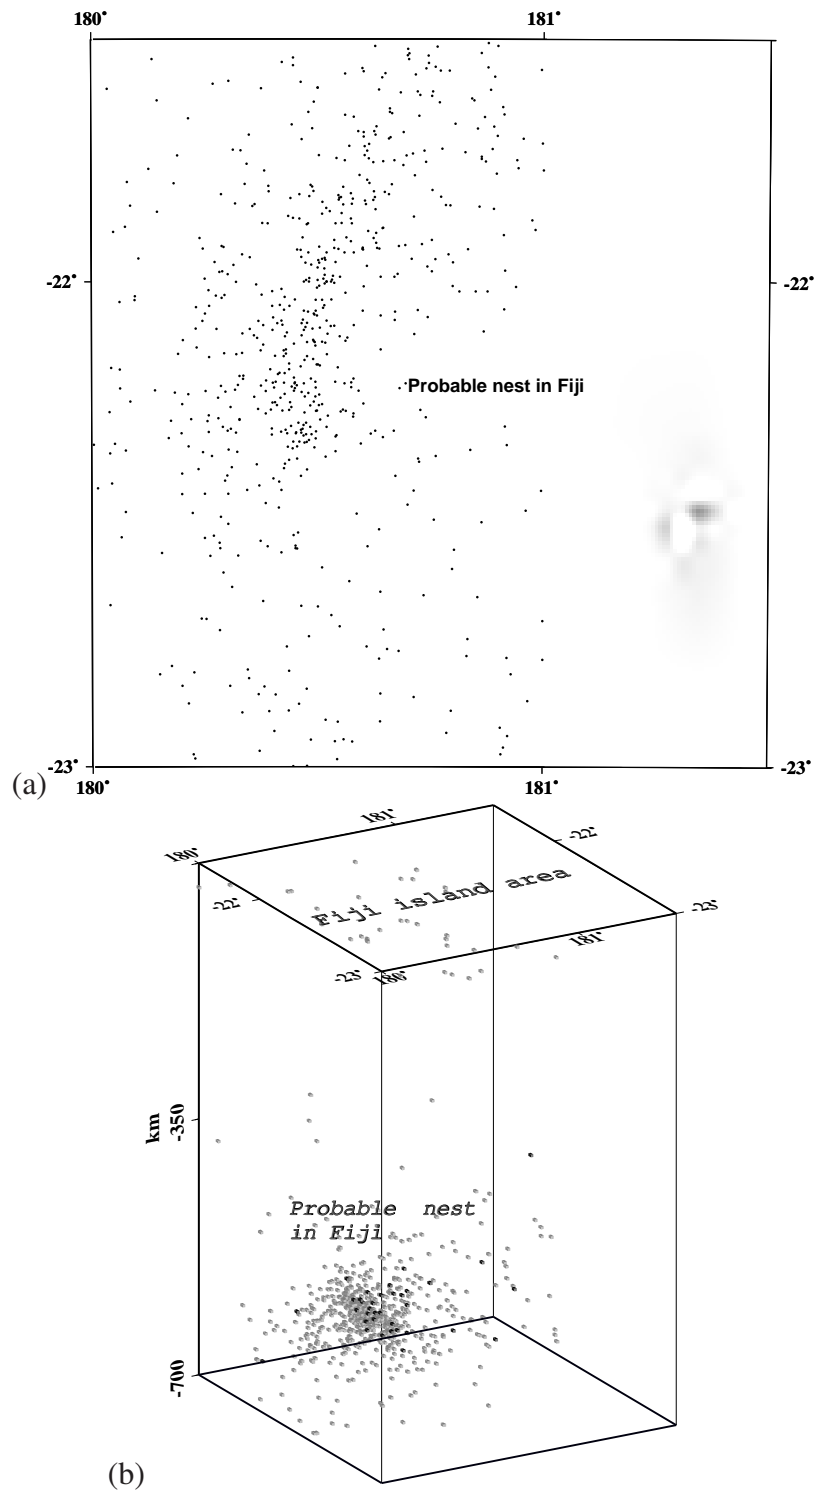 180° 181°
-22° -22°
Probable nest in Fiji
-23° -23°
(a) 180° 181°
181°
180° -22°
Fiji island area
-22° -23°
181°
-23° 180°
km -350
Probable nest
in Fiji
-700
(b)